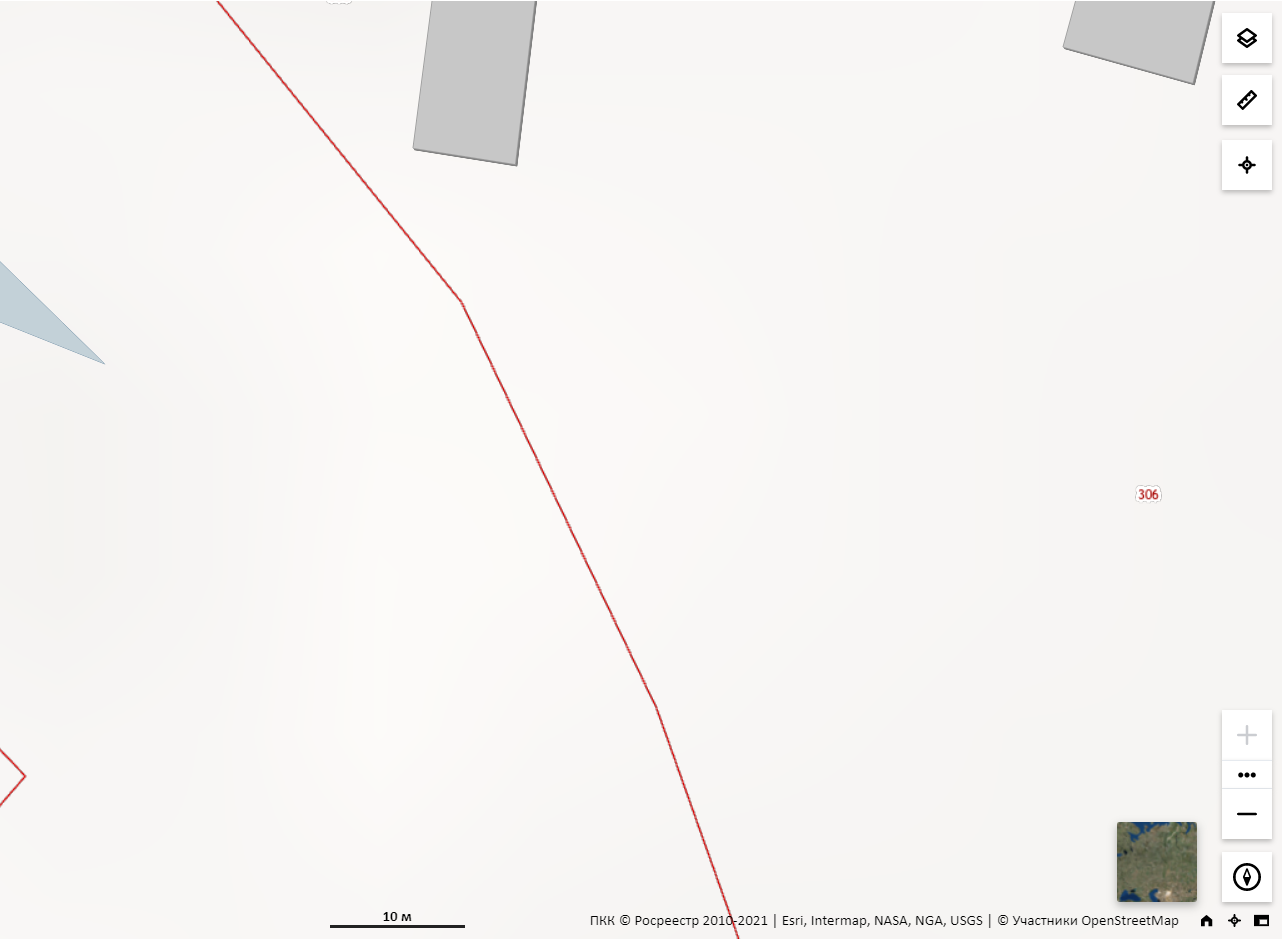 306
10 м
ПКК © Росреестр 2010-2021 | Esri, Intermap, NASA, NGA, USGS | © Участники OpenStreetMap